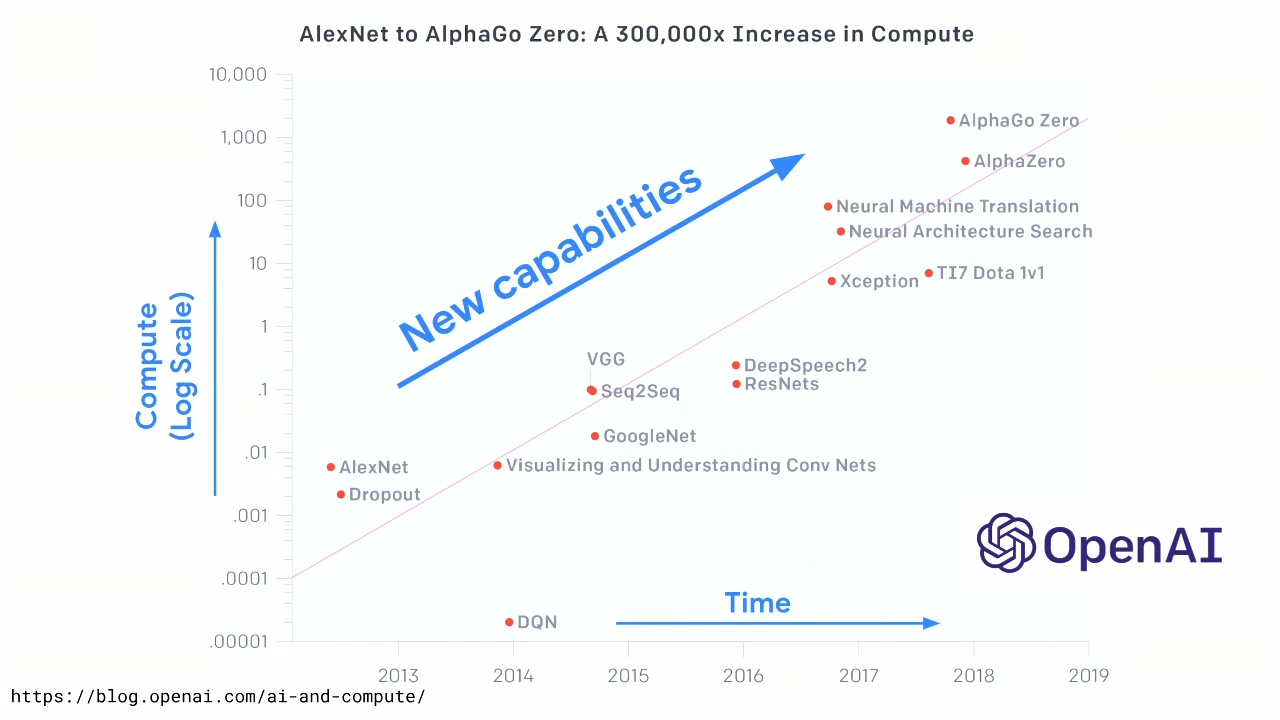 AlexNet to AlphaGo Zero: A 300,000x Increase in Compute
10,000
1,000
100
10
1
.1
.01
.001
.0001
.00001
Compute
(Log Scale)
New capabilities
AlphaGo Zero
AlphaZero
Neural Machine Translation
Neural Architecture Search
TI7 Dota 1v1
Xception
VGG
Seq2Seq
DeepSpeech2
ResNets
GoogleNet
Visualizing and Understanding Conv Nets
AlexNet
Dropout
DQN
OpenAI
Time
2013
2014
2015
2016
2017
2018
2019
https://blog.openai.com/ai-and-compute/